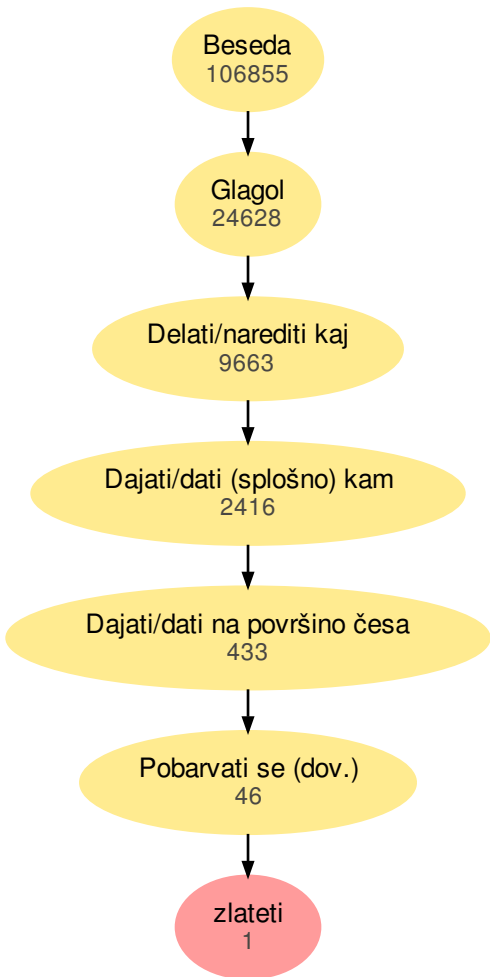 Beseda
106855
Glagol
24628
Delati/narediti kaj
9663
Dajati/dati (splošno) kam
2416
Dajati/dati na površino česa
433
Pobarvati se (dov.)
46
zlateti
1